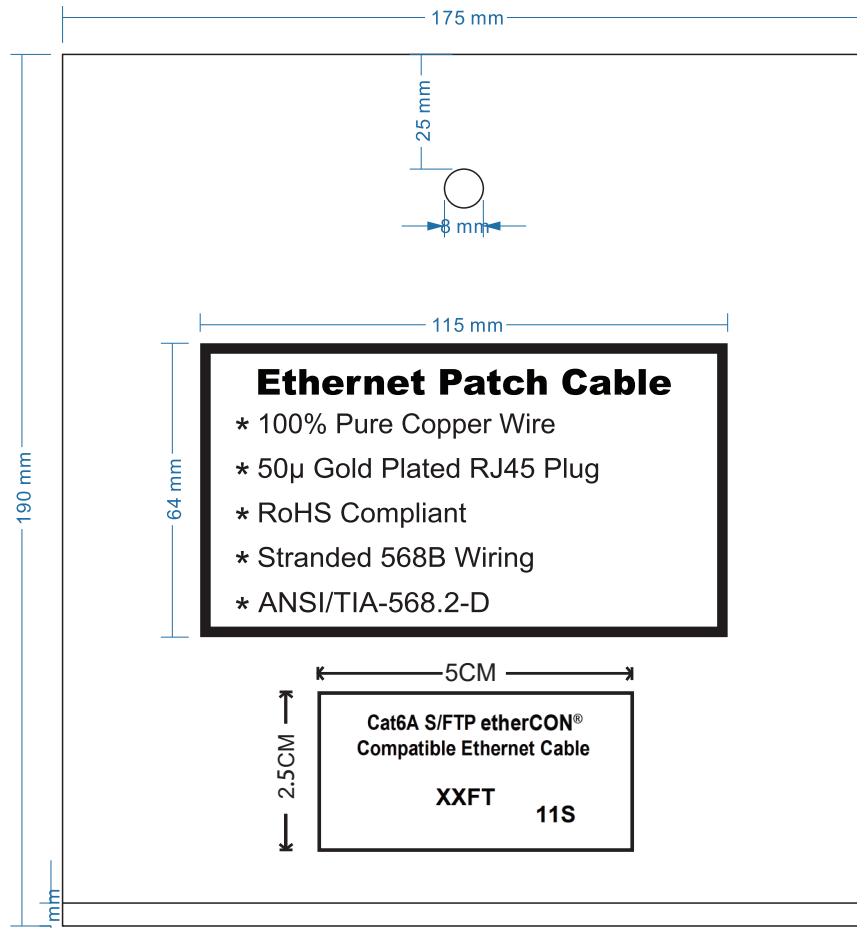 175 mm
25 mm
8 mm
115 mm
190 mm
64 mm
Ethernet Patch Cable
* 100% Pure Copper Wire
* 50µ Gold Plated RJ45 Plug
* RoHS Compliant
* Stranded 568B Wiring
* ANSI/TIA-568.2-D
5CM
2.5CM
Cat6A S/FTP etherCON®
Compatible Ethernet Cable
XXFT
11S
mm